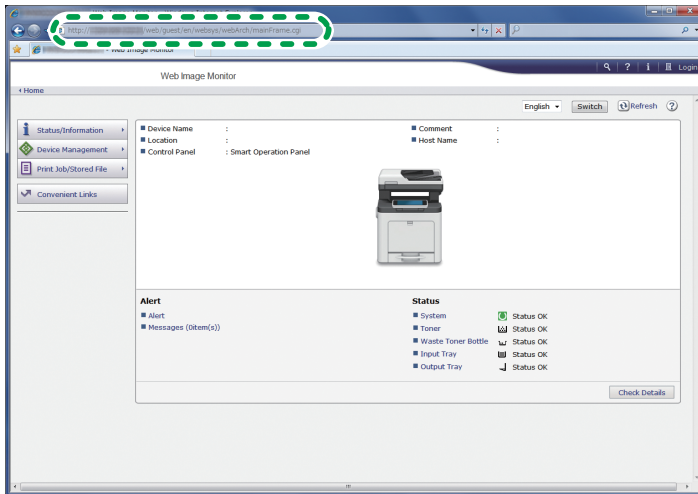 http:// /web/guest/en/websys/webArch/mainFrame.cgi
- Web Image Monitor
Web Image Monitor
? i Login
Home
English Switch Refresh ?
Status/Information
Device Management
Print Job/Stored File
Convenient Links
Device Name :
Location :
Control Panel : Smart Operation Panel
Comment :
Host Name :
Alert
Alert
Messages (0item(s))
Status
System Status OK
Toner Status OK
Waste Toner Bottle Status OK
Input Tray Status OK
Output Tray Status OK
Check Details